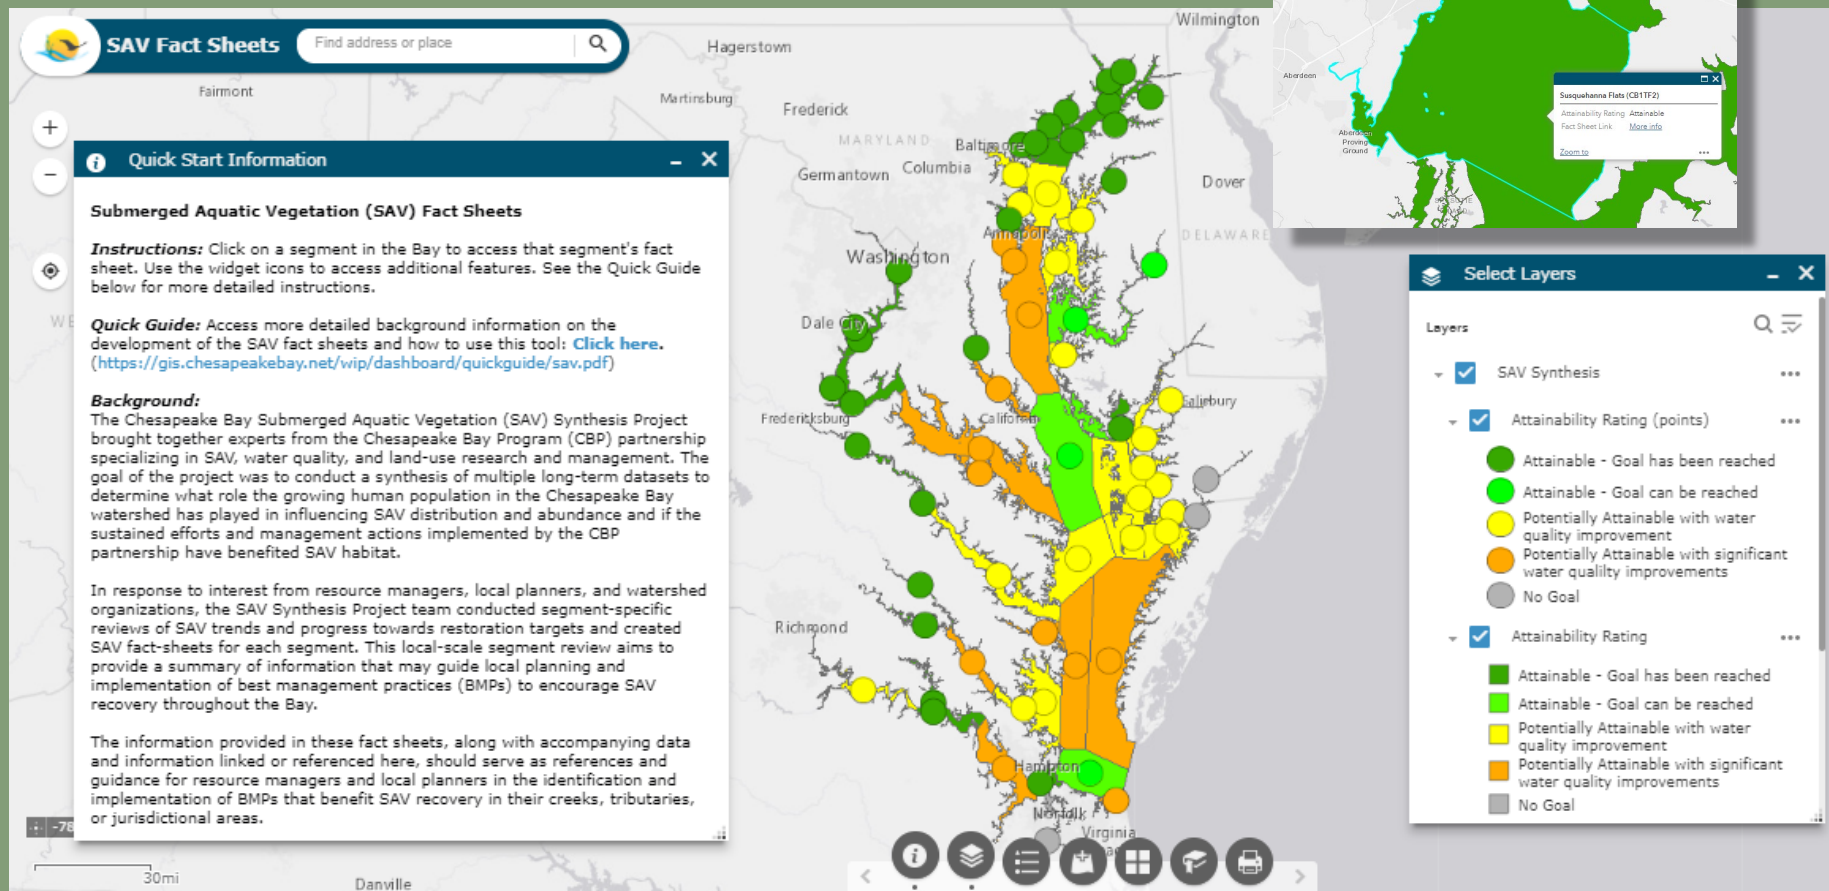 SAV Fact Sheets
Find address or place
Quick Start Information
Submerged Aquatic Vegetation (SAV) Fact Sheets
Instructions: Click on a segment in the Bay to access that segment's fact
sheet. Use the widget icons to access additional features. See the Quick Guide
below for more detailed instructions.
Quick Guide: Access more detailed background information on the
development of the SAV fact sheets and how to use this tool: Click here.
(https://gis.chesapeakebay.net/wip/dashboard/quickguide/sav.pdf)
Background:
The Chesapeake Bay Submerged Aquatic Vegetation (SAV) Synthesis Project
brought together experts from the Chesapeake Bay Program (CBP) partnership
specializing in SAV, water quality, and land-use research and management. The
goal of the project was to conduct a synthesis of multiple long-term datasets to
determine what role the growing human population in the Chesapeake Bay
watershed has played in influencing SAV distribution and abundance and if the
sustained efforts and management actions implemented by the CBP
partnership have benefited SAV habitat.
In response to interest from resource managers, local planners, and watershed
organizations, the SAV Synthesis Project team conducted segment-specific
reviews of SAV trends and progress towards restoration targets and created
SAV fact-sheets for each segment. This local-scale segment review aims to
provide a summary of information that may guide local planning and
implementation of best management practices (BMPs) to encourage SAV
recovery throughout the Bay.
The information provided in these fact sheets, along with accompanying data
and information linked or referenced here, should serve as references and
guidance for resource managers and local planners in the identification and
implementation of BMPs that benefit SAV recovery in their creeks, tributaries,
or jurisdictional areas.
-78
30mi
Fairmont
Hagerstown
Martinsburg
Wilmington
Frederick
MARYLAND
Baltimore
Columbia
Germantown
Dover
Annapolis
DELAWARE
Washington
Dale City
Fredericksburg
California
Salisbury
Richmond
Hampton
Norfolk
Virginia
Danville
Aberdeen
Aberdeen
Proving
Ground
Susquehanna Flats (CB1TF2)
Attainability Rating Attainable
Fact Sheet Link More info
Zoom to
Select Layers
Layers
SAV Synthesis
Attainability Rating (points)
Attainable - Goal has been reached
Attainable - Goal can be reached
Potentially Attainable with water
quality improvement
Potentially Attainable with significant
water qualilty improvements
No Goal
Attainability Rating
Attainable - Goal has been reached
Attainable - Goal can be reached
Potentially Attainable with water
quality improvement
Potentially Attainable with significant
water quality improvements
No Goal